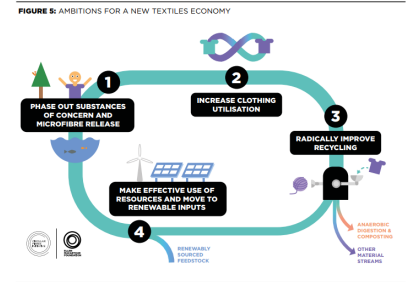 FIGURE 5: AMBITIONS FOR A NEW TEXTILES ECONOMY
1
PHASE OUT SUBSTANCES
OF CONCERN AND
MICROFIBRE RELEASE
2
INCREASE CLOTHING
UTILISATION
3
RADICALLY IMPROVE
RECYCLING
MAKE EFFECTIVE USE OF
RESOURCES AND MOVE TO
RENEWABLE INPUTS
4
RENEWABLY
SOURCED
FEEDSTOCK
ANAEROBIC
DIGESTION &
COMPOSTING
OTHER
MATERIAL
STREAMS